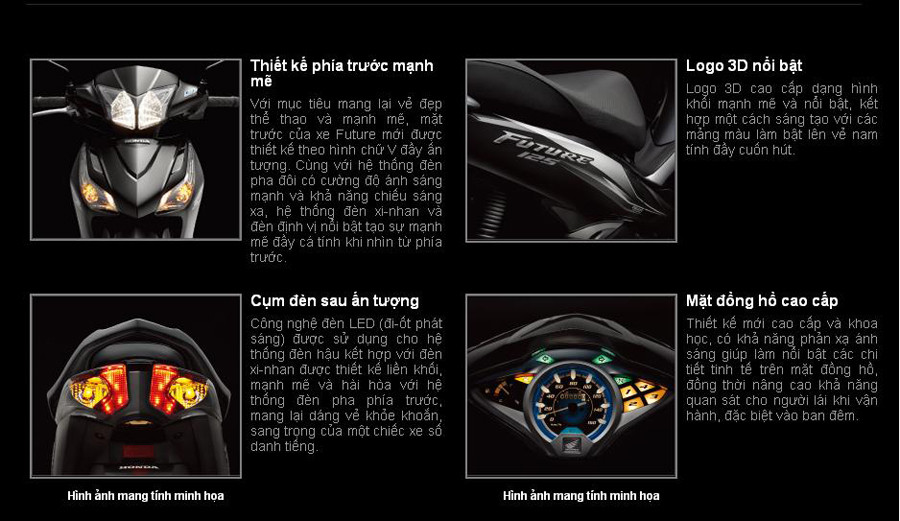 Thiết kế phía trước mạnh
mẽ
Với mục tiêu mang lại vẻ đẹp
thể thao và mạnh mẽ, mặt
trước của xe Future mới được
thiết kế theo hình chữ V đầy ấn
tượng. Cùng với hệ thống đèn
pha đôi có cường độ ánh sáng
mạnh và khả năng chiếu sáng
xa, hệ thống đèn xi-nhan và
đèn định vị nổi bật tạo sự mạnh
mẽ đầy cá tính khi nhìn từ phía
trước.
HONDA
Logo 3D nổi bật
Logo 3D cao cấp dạng hình
khối mạnh mẽ và nổi bật, kết
hợp một cách sáng tạo với các
mảng màu làm bật lên vẻ nam
tính đầy cuốn hút.
FUTURE
125
Cụm đèn sau ấn tượng
Công nghệ đèn LED (đi-ốt phát
sáng) được sử dụng cho hệ
thống đèn hậu kết hợp với đèn
xi-nhan được thiết kế liền khối,
mạnh mẽ và hài hòa với hệ
thống đèn pha phía trước,
mang lại dáng vẻ khỏe khoắn,
sang trọng của một chiếc xe số
danh tiếng.
HONDA
Hình ảnh mang tính minh họa
Mặt đồng hồ cao cấp
Thiết kế mới cao cấp và khoa
học, có khả năng phản xạ ánh
sáng giúp làm nổi bật các chi
tiết tinh tế trên mặt đồng hồ,
đồng thời nâng cao khả năng
quan sát cho người lái khi vận
hành, đặc biệt vào ban đêm.
Hình ảnh mang tính minh họa